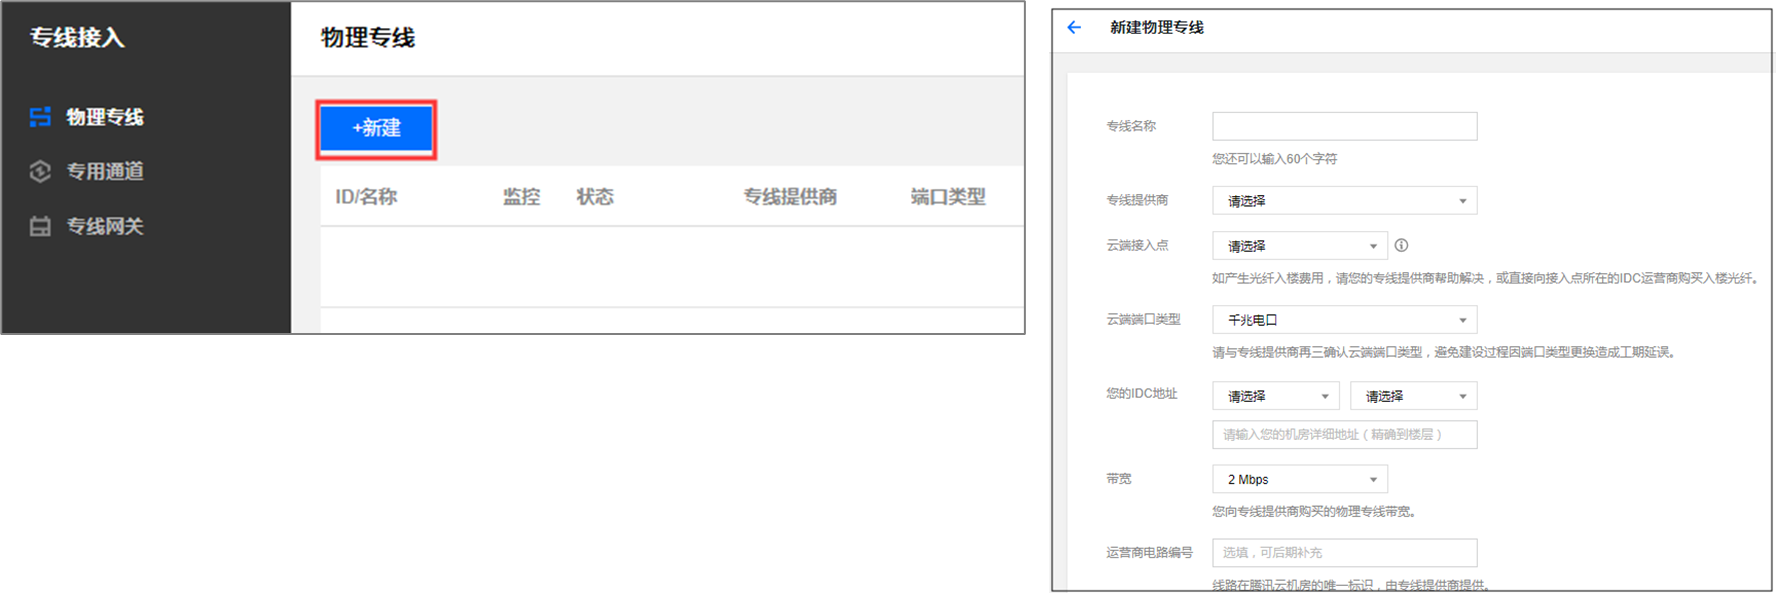 专线接入
物理专线
专用通道
专线网关
物理专线
+新建
ID/名称 监控 状态 专线提供商 端口类型
新建物理专线
专线名称
您还可以输入60个字符
专线提供商 请选择
云端接入点 请选择
如产生光纤入楼费用，请您的专线提供商帮助解决，或直接向接入点所在的IDC运营商购买入楼光纤。
云端端口类型 千兆电口
请与专线提供商再三确认云端端口类型，避免建设过程因端口类型更换造成工期延误。
您的IDC地址 请选择 请选择
请输入您的机房详细地址（精确到楼层）
带宽 2 Mbps
您向专线提供商购买的物理专线带宽。
运营商电路编号 选填，可后期补充
线路在腾讯云机房的唯一标识，由专线提供商提供。